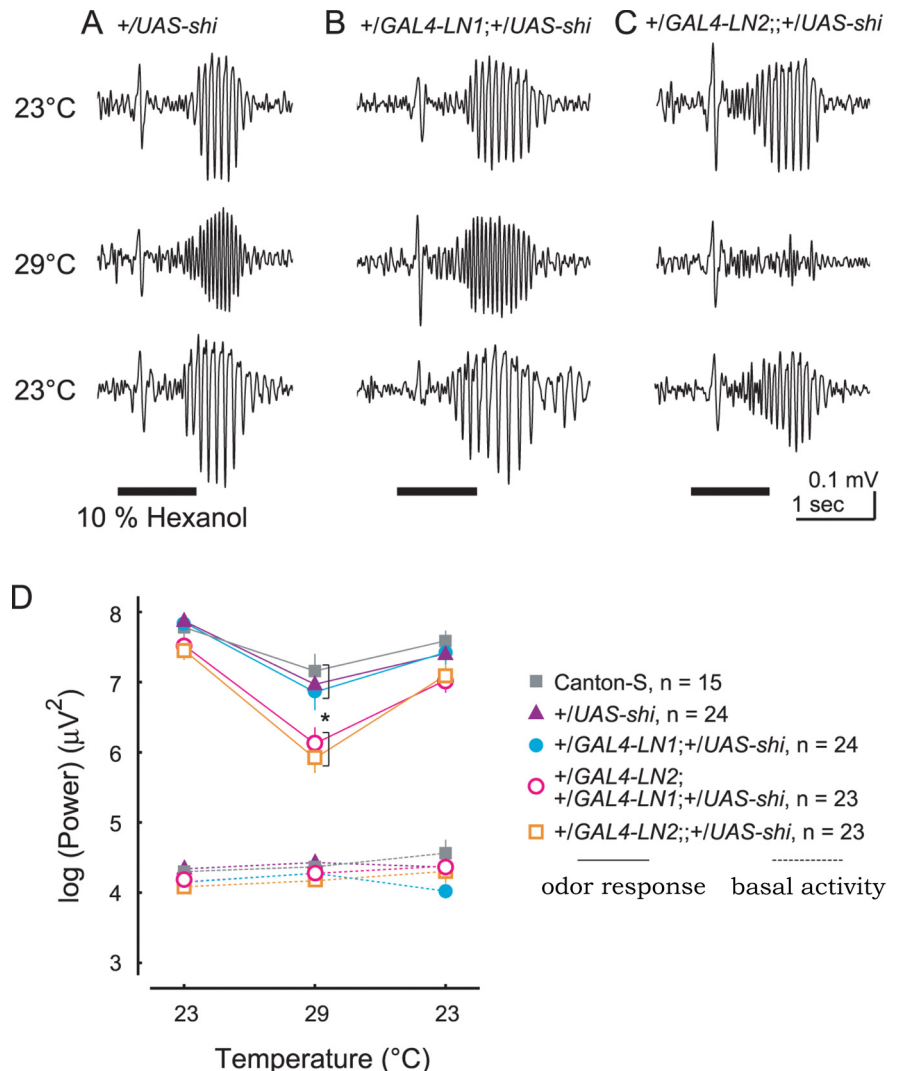 A +/UAS-shi B +/GAL4-LN1;+/UAS-shi C +/GAL4-LN2;;+/UAS-shi
23°C
29°C
23°C
10 % Hexanol
0.1 mV
1 sec
D
log (Power) (µV2)
8
7
6
5
4
3
*
23 29 23
Temperature (°C)
Canton-S, n = 15
+/UAS-shi, n = 24
+/GAL4-LN1;+/UAS-shi, n = 24
+/GAL4-LN2;
+/GAL4-LN1;+/UAS-shi, n = 23
+/GAL4-LN2;;+/UAS-shi, n = 23
odor response basal activity